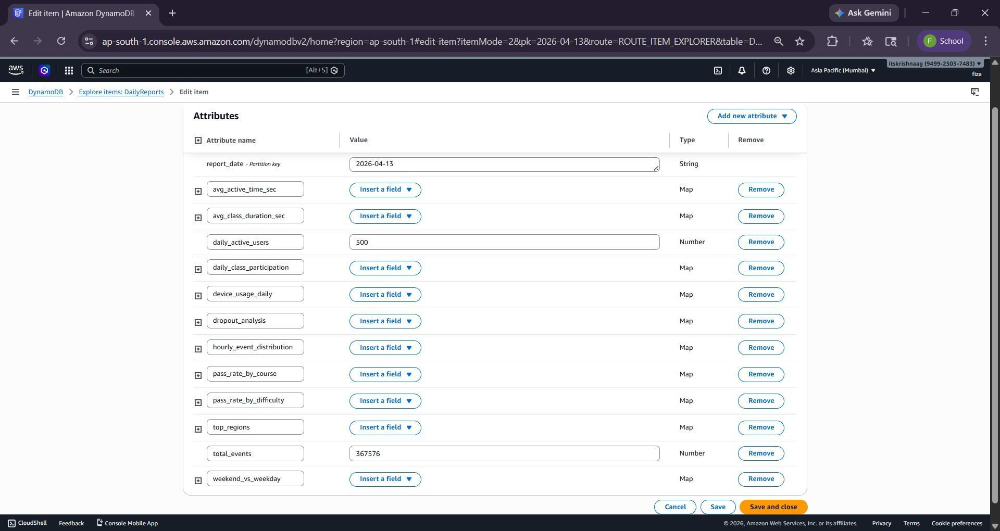 Edit item | Amazon DynamoDB
Ask Gemini
ap-south-1.console.aws.amazon.com/dynamodbv2/home?region=ap-south-1#edit-item?itemMode=2&pk=2026-04-13&route=ROUTE_ITEM_EXPLORER&table=D...
F School
aws
Search [Alt+S]
Asia Pacific (Mumbai)
itskrishnaag (9499-2503-7483)
fiza
DynamoDB > Explore items: DailyReports > Edit item
Attributes
Add new attribute
Attribute name Value Type Remove
report_date - Partition key 2026-04-13 String
avg_active_time_sec Insert a field Map Remove
avg_class_duration_sec Insert a field Map Remove
daily_active_users 500 Number Remove
daily_class_participation Insert a field Map Remove
device_usage_daily Insert a field Map Remove
dropout_analysis Insert a field Map Remove
hourly_event_distribution Insert a field Map Remove
pass_rate_by_course Insert a field Map Remove
pass_rate_by_difficulty Insert a field Map Remove
top_regions Insert a field Map Remove
total_events 367576 Number Remove
weekend_vs_weekday Insert a field Map Remove
Cancel Save Save and close
CloudShell Feedback Console Mobile App © 2026, Amazon Web Services, Inc. or its affiliates. Privacy Terms Cookie preferences